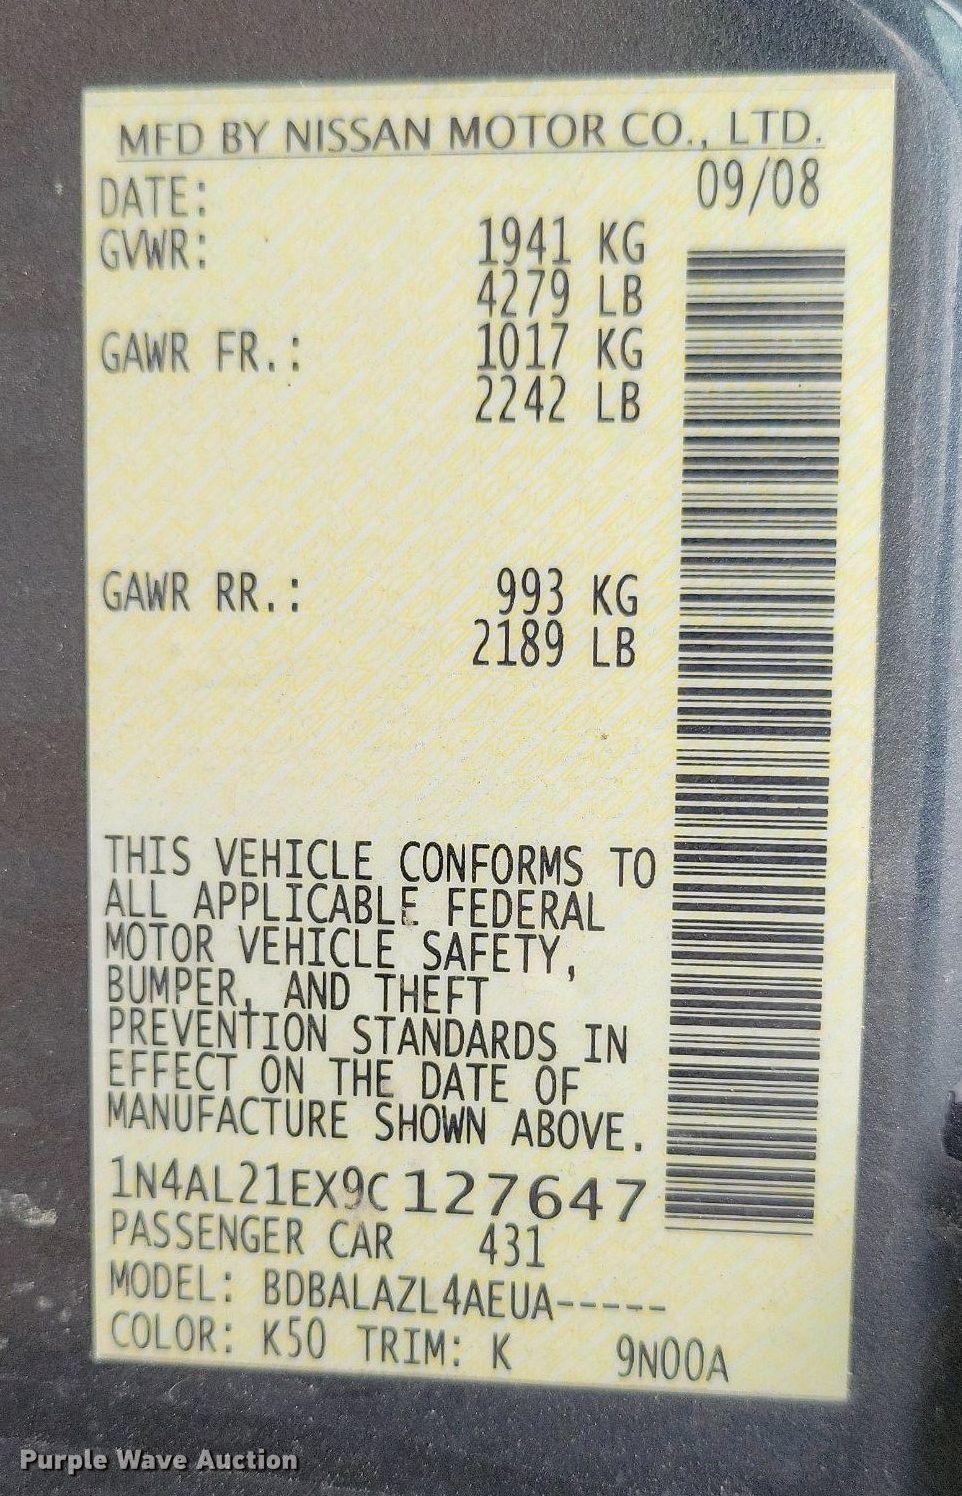 MFD BY NISSAN MOTOR CO., LTD.
DATE: 09/08
GVWR: 1941 KG
4279 LB
GAWR FR.: 1017 KG
2242 LB
GAWR RR.: 993 KG
2189 LB
THIS VEHICLE CONFORMS TO
ALL APPLICABLE FEDERAL
MOTOR VEHICLE SAFETY,
BUMPER, AND THEFT
PREVENTION STANDARDS IN
EFFECT ON THE DATE OF
MANUFACTURE SHOWN ABOVE.
1N4AL21EX9C127647
PASSENGER CAR 431
MODEL: BDBALAZL4AEUA-----
COLOR: K50 TRIM: K 9N00A
Purple Wave Auction